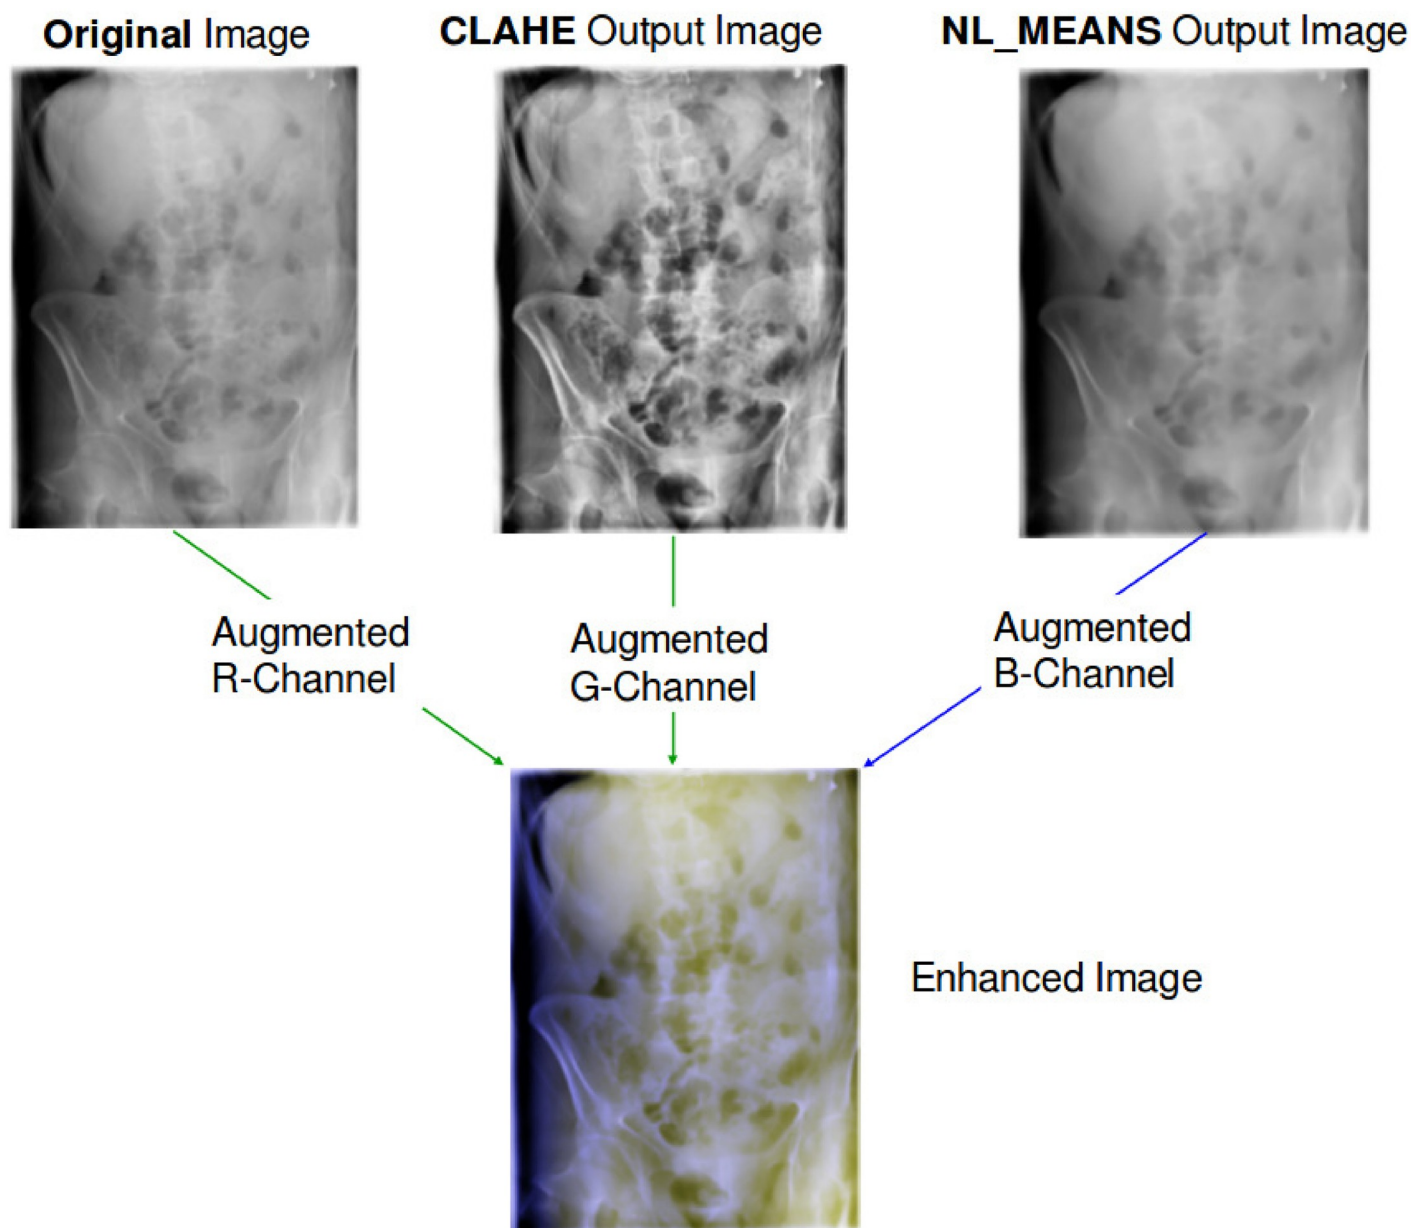 Original Image
CLAHE Output Image
NL_MEANS Output Image
Augmented
R-Channel
Augmented
G-Channel
Augmented
B-Channel
Enhanced Image